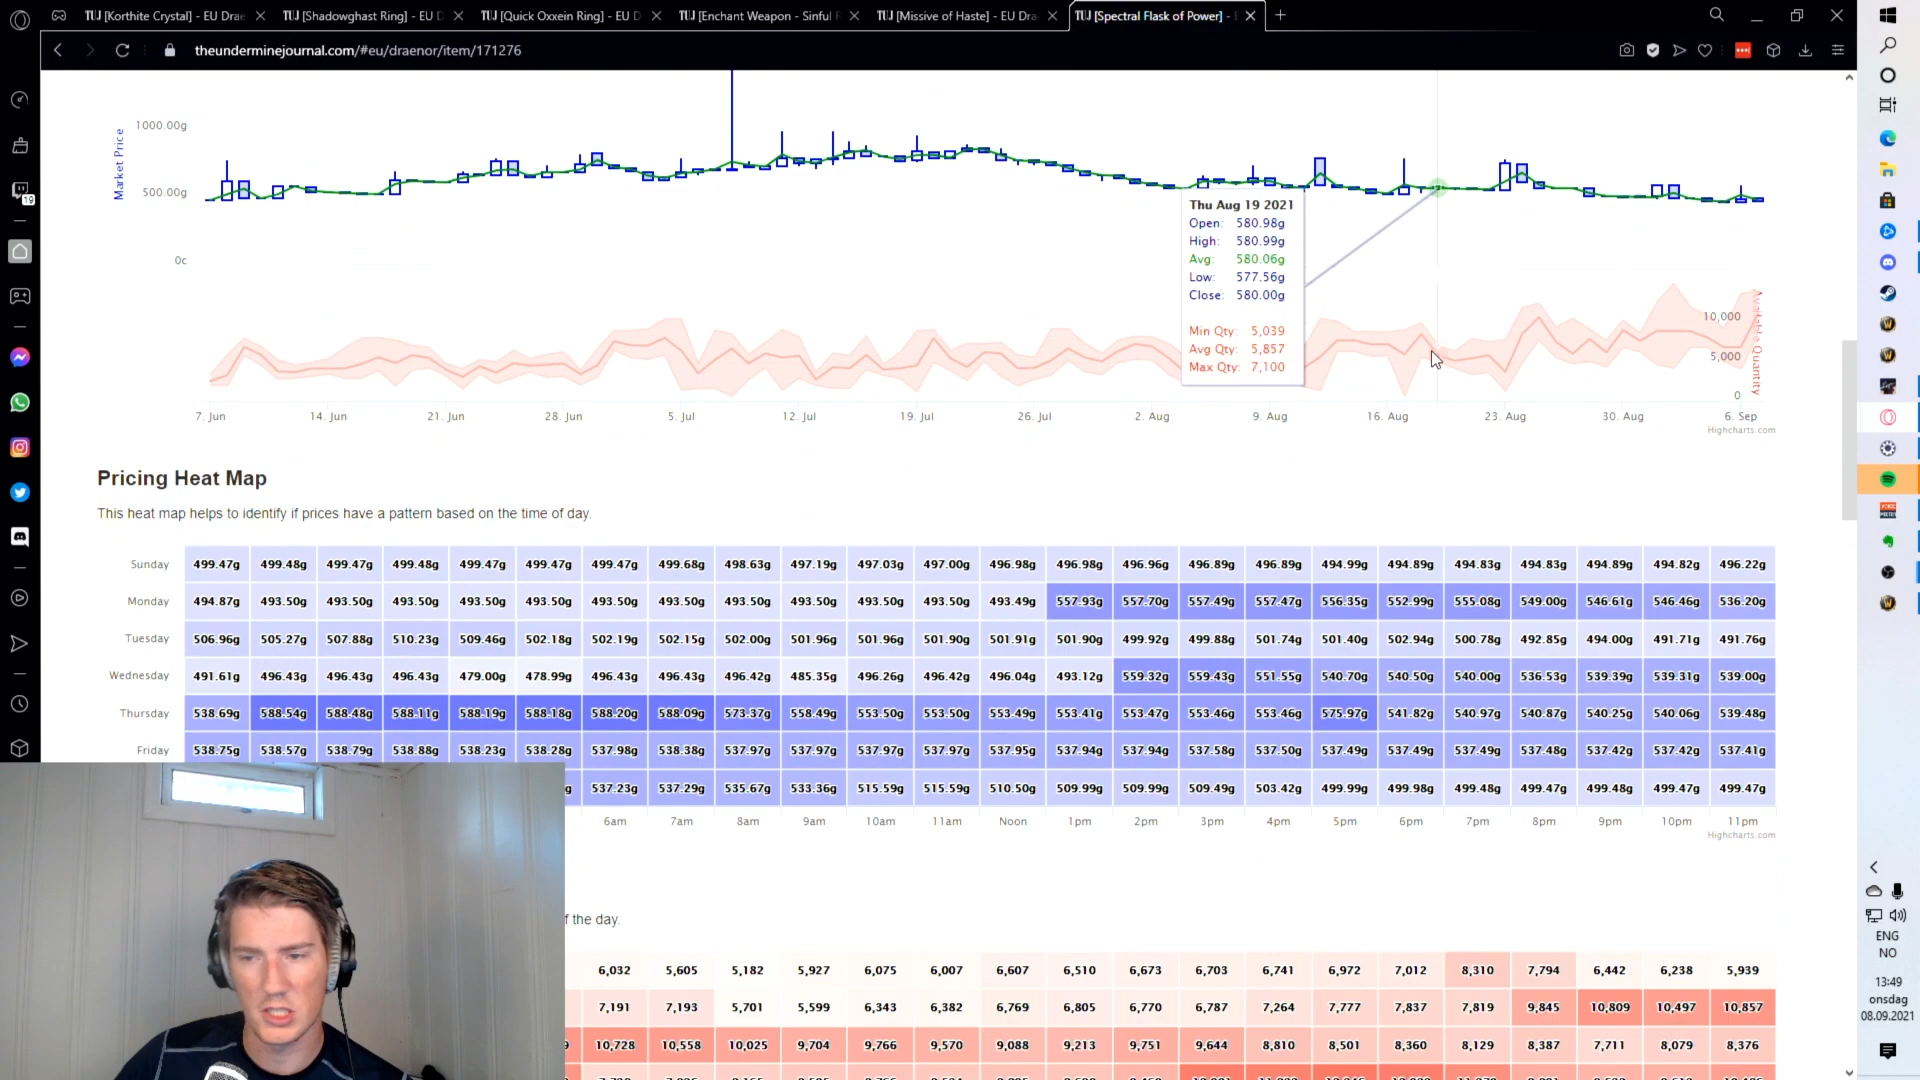 TUJ [Korthite Crystal] - EU Drae
TUJ [Shadowghast Ring] - EU D
TUJ [Quick Oxxein Ring] - EU D
TUJ [Enchant Weapon - Sinful R
TUJ [Missive of Haste] - EU Dra
TUJ [Spectral Flask of Power] -
theunderminejournal.com/#eu/draenor/item/171276
19
Market Price
1000.00g
500.00g
0c
Thu Aug 19 2021
Open: 580.98g
High: 580.99g
Avg: 580.06g
Low: 577.56g
Close: 580.00g
Min Qty: 5,039
Avg Qty: 5,857
Max Qty: 7,100
10,000
5,000
0
Available Quantity
7. Jun 14. Jun 21. Jun 28. Jun 5. Jul 12. Jul 19. Jul 26. Jul 2. Aug 9. Aug 16. Aug 23. Aug 30. Aug 6. Sep
Highcharts.com
Pricing Heat Map
This heat map helps to identify if prices have a pattern based on the time of day.
Sunday 499.47g 499.48g 499.47g 499.48g 499.47g 499.47g 499.47g 499.68g 498.63g 497.19g 497.03g 497.00g 496.98g 496.98g 496.96g 496.89g 496.89g 494.99g 494.89g 494.83g 494.83g 494.89g 494.82g 496.22g
Monday 494.87g 493.50g 493.50g 493.50g 493.50g 493.50g 493.50g 493.50g 493.50g 493.50g 493.50g 493.50g 493.49g 557.93g 557.70g 557.49g 557.47g 556.35g 552.99g 555.08g 549.00g 546.61g 546.46g 536.20g
Tuesday 506.96g 505.27g 507.88g 510.23g 509.46g 502.18g 502.19g 502.15g 502.00g 501.96g 501.96g 501.90g 501.91g 501.90g 499.92g 499.88g 501.74g 501.40g 502.94g 500.78g 492.85g 494.00g 491.71g 491.76g
Wednesday 491.61g 496.43g 496.43g 496.43g 479.00g 478.99g 496.43g 496.43g 496.42g 485.35g 496.26g 496.42g 496.04g 493.12g 559.32g 559.43g 551.55g 540.70g 540.50g 540.00g 536.53g 539.39g 539.31g 539.00g
Thursday 538.69g 588.54g 588.48g 588.11g 588.19g 588.18g 588.20g 588.09g 573.37g 558.49g 553.50g 553.50g 553.49g 553.41g 553.47g 553.46g 553.46g 575.97g 541.82g 540.97g 540.87g 540.25g 540.06g 539.48g
Friday 538.75g 538.57g 538.79g 538.88g 538.23g 538.28g 537.98g 538.38g 537.97g 537.97g 537.97g 537.97g 537.95g 537.94g 537.94g 537.58g 537.50g 537.49g 537.49g 537.49g 537.48g 537.42g 537.42g 537.41g
g 537.23g 537.29g 535.67g 533.36g 515.59g 515.59g 510.50g 509.99g 509.99g 509.49g 503.42g 499.99g 499.98g 499.48g 499.47g 499.48g 499.47g 499.47g
6am 7am 8am 9am 10am 11am Noon 1pm 2pm 3pm 4pm 5pm 6pm 7pm 8pm 9pm 10pm 11pm
Highcharts.com
f the day.
6,032 5,605 5,182 5,927 6,075 6,007 6,607 6,510 6,673 6,703 6,741 6,972 7,012 8,310 7,794 6,442 6,238 5,939
7,191 7,193 5,701 5,599 6,343 6,382 6,769 6,805 6,770 6,787 7,264 7,777 7,837 7,819 9,845 10,809 10,497 10,857
9 10,728 10,558 10,025 9,704 9,766 9,570 9,088 9,213 9,751 9,644 8,810 8,501 8,360 8,129 8,387 7,711 8,079 8,376
ENG
NO
13:49
onsdag
08.09.2021